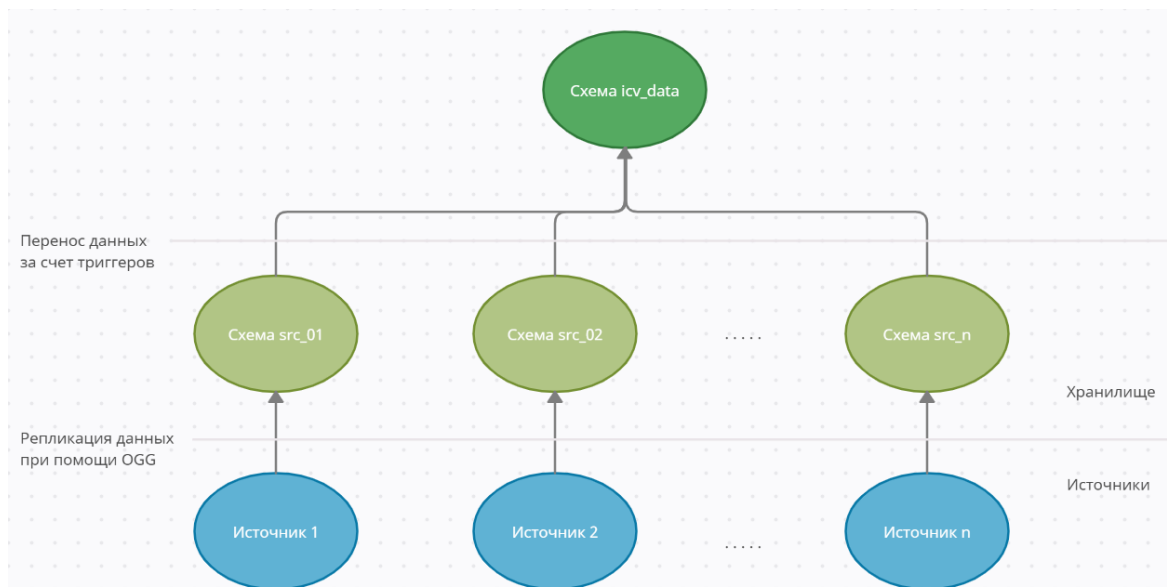 Схема icv_data
Перенос данных
за счет триггеров
Схема src_01
Схема src_02
.....
Схема src_n
Хранилище
Репликация данных
при помощи OGG
Источники
Источник 1
Источник 2
.....
Источник n